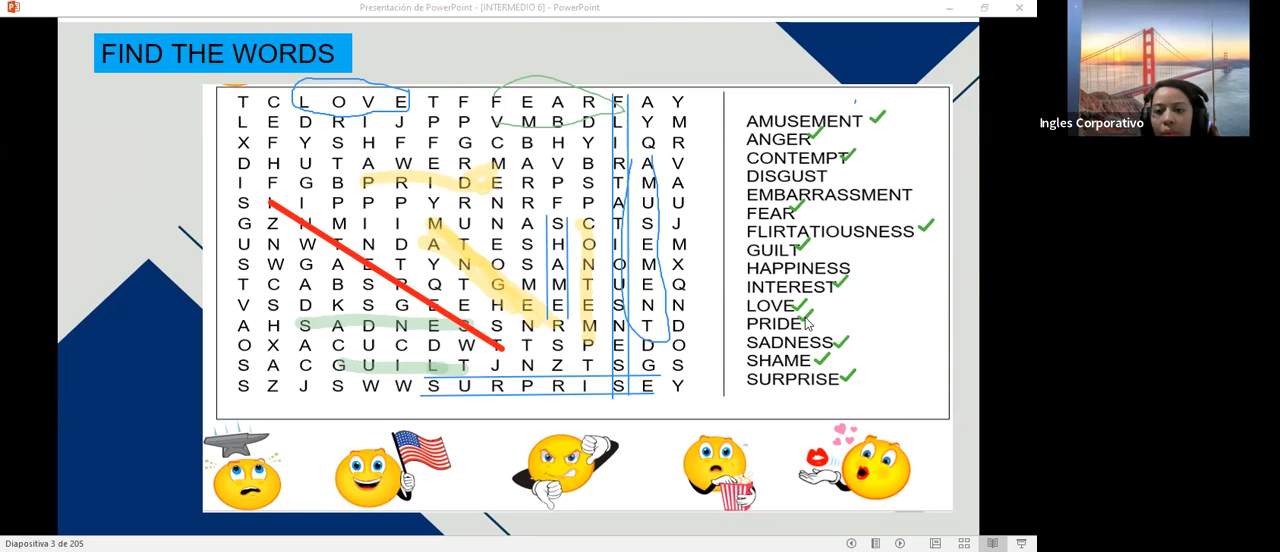 Presentación de PowerPoint - [INTERMEDIO 6] - PowerPoint
FIND THE WORDS
T C L O V E T F F E A R F A Y
L E D R I J P P V M B D L Y M
X F Y S H F F G C B H Y I Q R
D H U T A W E R M A V B R A V
I F G B P R I D E R P S T M A
S I I P P P Y R N R F P A U U
G Z N M I I M U N A S C T S J
U N W T N D A T E S H O I E M
S W G A E T Y N O S A N O M X
T C A B S R Q T G M M T U E Q
V S D K S G E E H E E E S N N
A H S A D N E S S N R M N T D
O X A C U C D W T T S P E D O
S A C G U I L T J N Z T S G S
S Z J S W W S U R P R I S E Y
AMUSEMENT
ANGER
CONTEMPT
DISGUST
EMBARRASSMENT
FEAR
FLIRTATIOUSNESS
GUILT
HAPPINESS
INTEREST
LOVE
PRIDE
SADNESS
SHAME
SURPRISE
Ingles Corporativo
Diapositiva 3 de 205